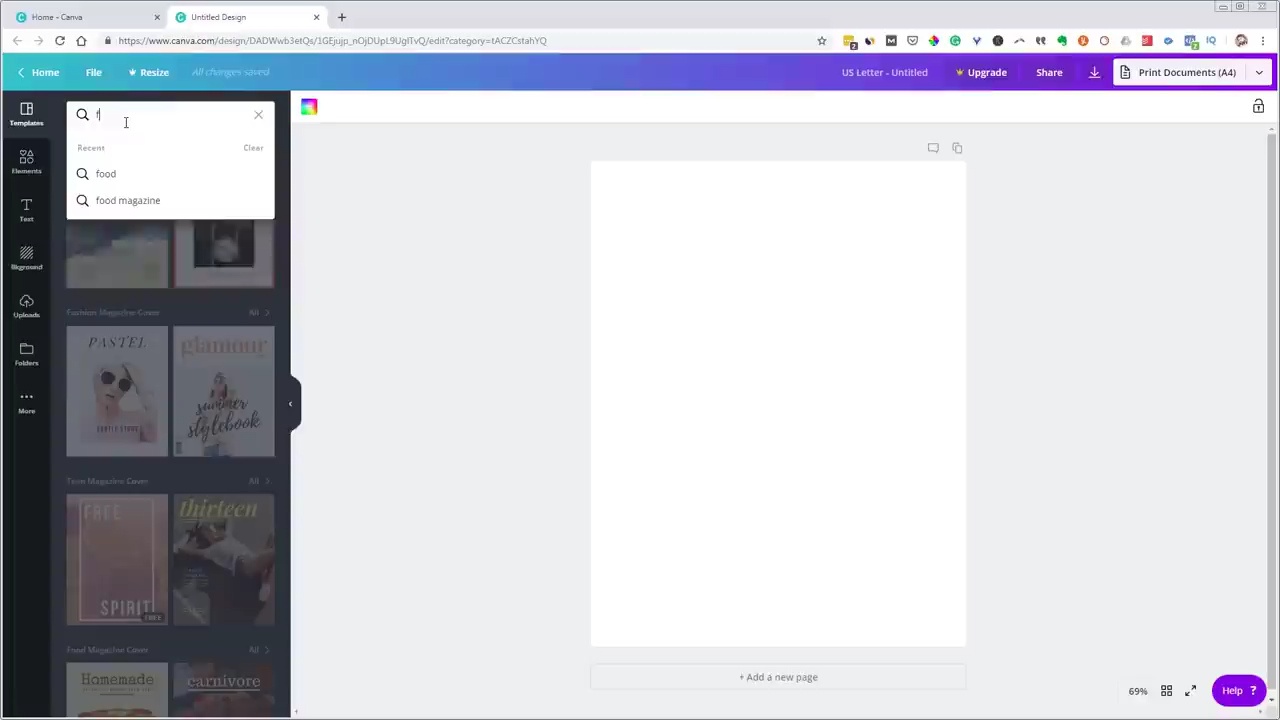 Home - Canva
Untitled Design
https://www.canva.com/design/DADWwb3etQs/1GEjujp_nOjDUpL9UglTvQ/edit?category=tACZCstahYQ
Home
File
Resize
All changes saved
US Letter - Untitled
Upgrade
Share
Print Documents (A4)
Templates
Elements
Text
Bkground
Uploads
Folders
More
f
Recent
Clear
food
food magazine
Fashion Magazine Cover
All
PASTEL
glamour
summer
stylebook
Teen Magazine Cover
All
FREE
SPIRIT
FREE
thirteen
Food Magazine Cover
All
Homemade
carnivore
+ Add a new page
69%
Help ?